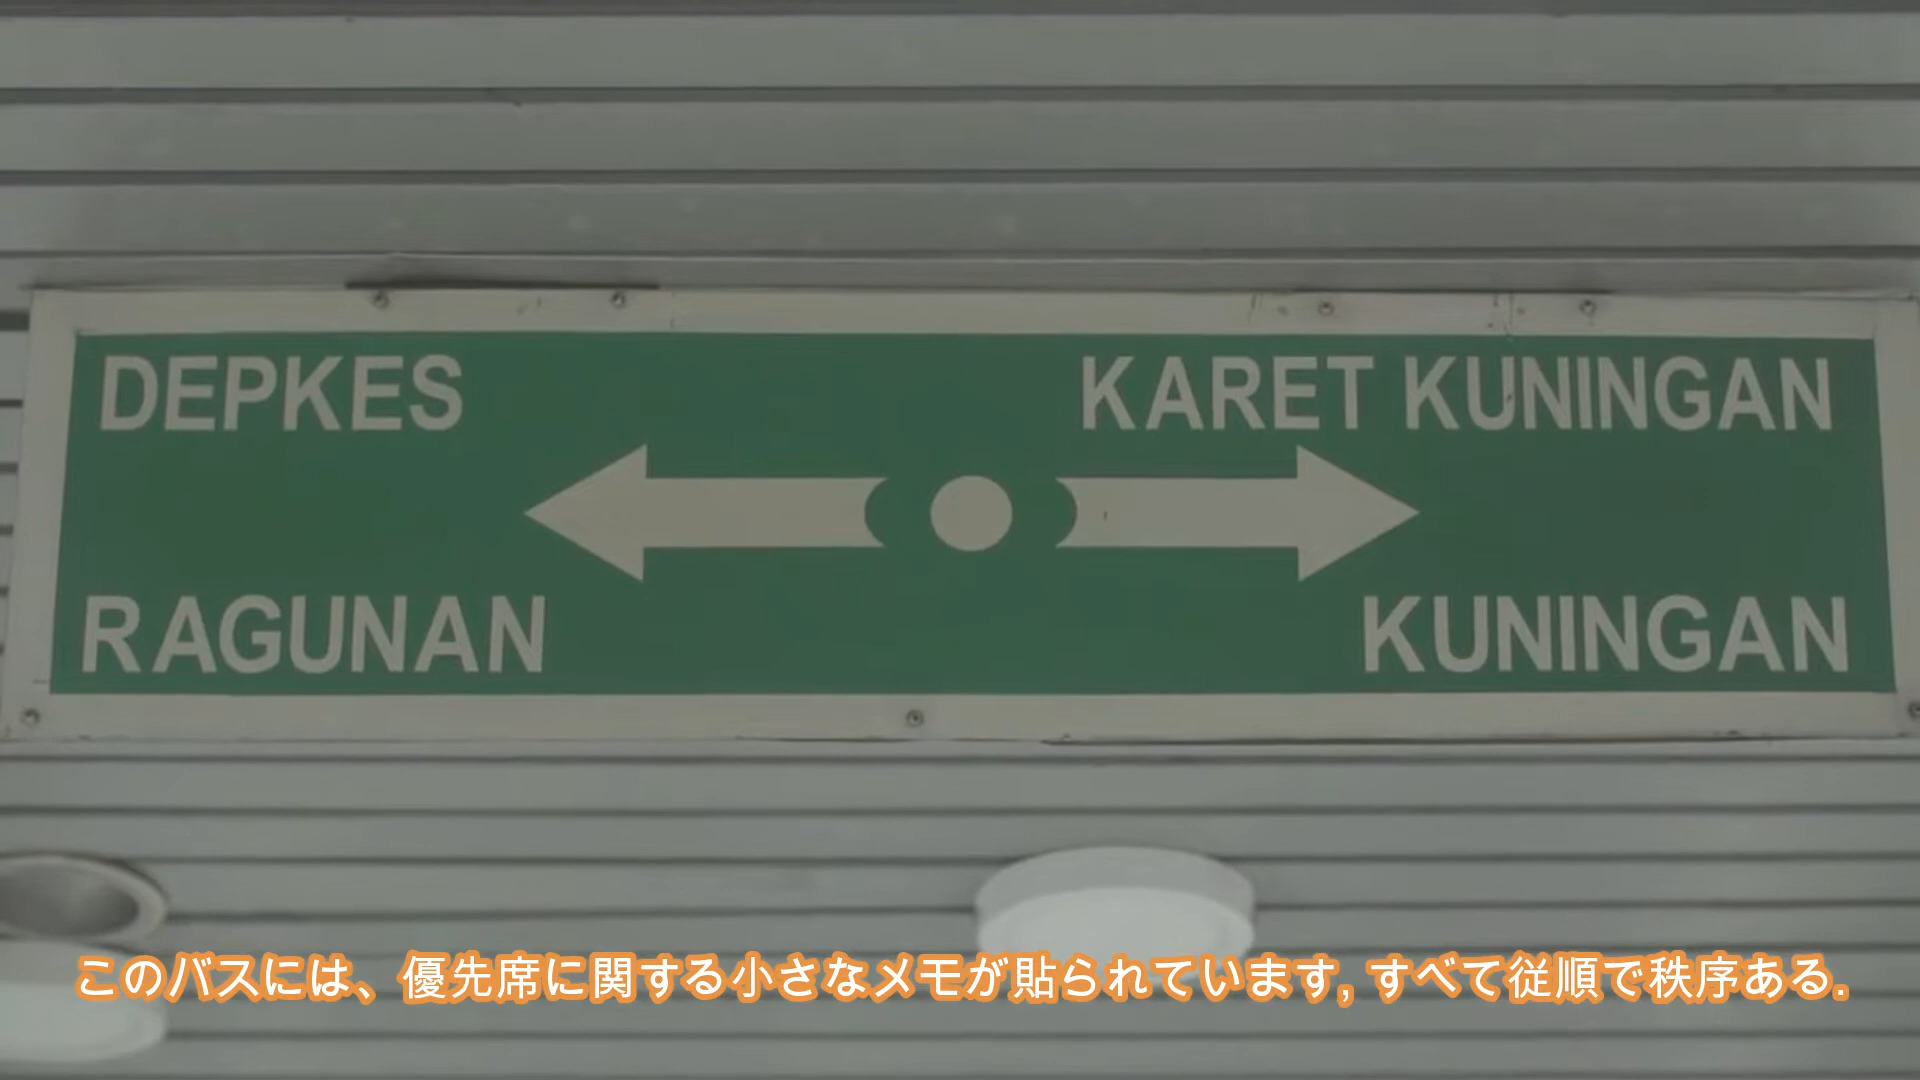 DEPKES
KARET KUNINGAN
RAGUNAN
KUNINGAN
このバスには、優先席に関する小さなメモが貼られています, すべて従順で秩序ある.